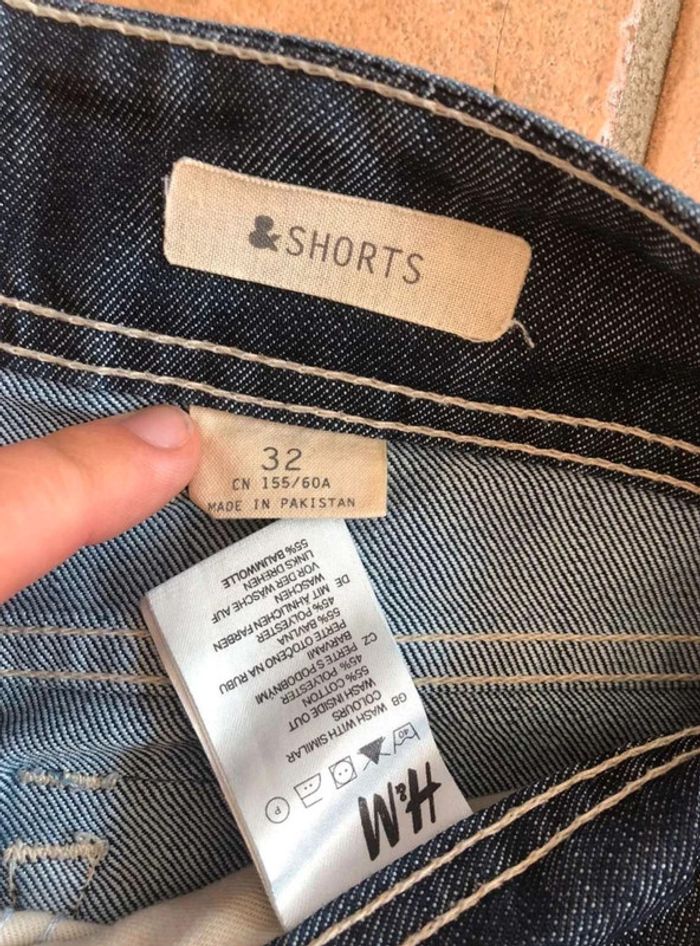 &SHORTS
32
CN 155/60A
MADE IN PAKISTAN
H&M
40
P
GB WASH WITH SIMILAR
COLOURS
WASH INSIDE OUT
55% COTTON
45% POLYESTER
CZ PERTE S PODOBNÝMI
BARVAMI
PERTE OTOČENO NA RUBU
55% BAVLNA
45% POLYESTER
DE MIT ÄHNLICHEN FARBEN
WASCHEN
VOR DER WÄSCHE AUF
LINKS DREHEN
55% BAUMWOLLE